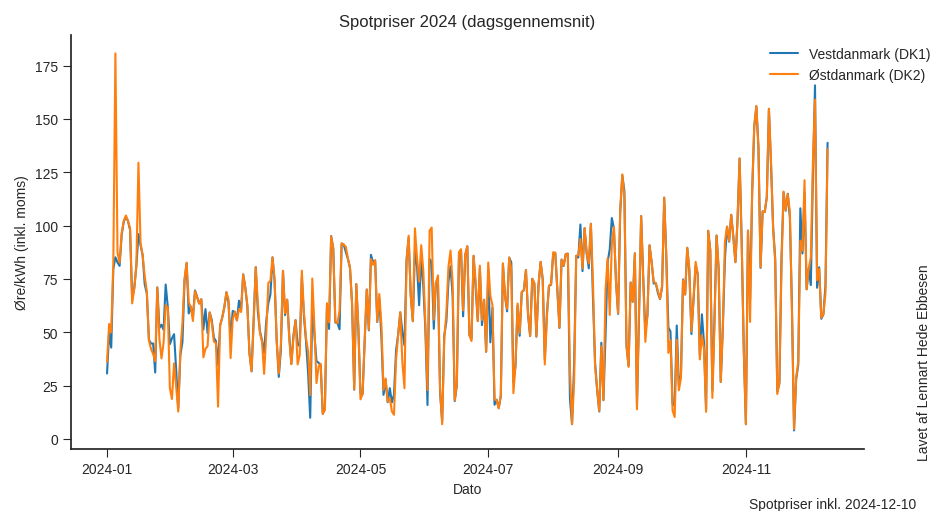 Spotpriser 2024 (dagsgennemsnit)
Vestdanmark (DK1)
Østdanmark (DK2)
Øre/kWh (inkl. moms)
175
150
125
100
75
50
25
0
2024-01
2024-03
2024-05
2024-07
2024-09
2024-11
Dato
Lavet af Lennart Hede Ebbesen
Spotpriser inkl. 2024-12-10